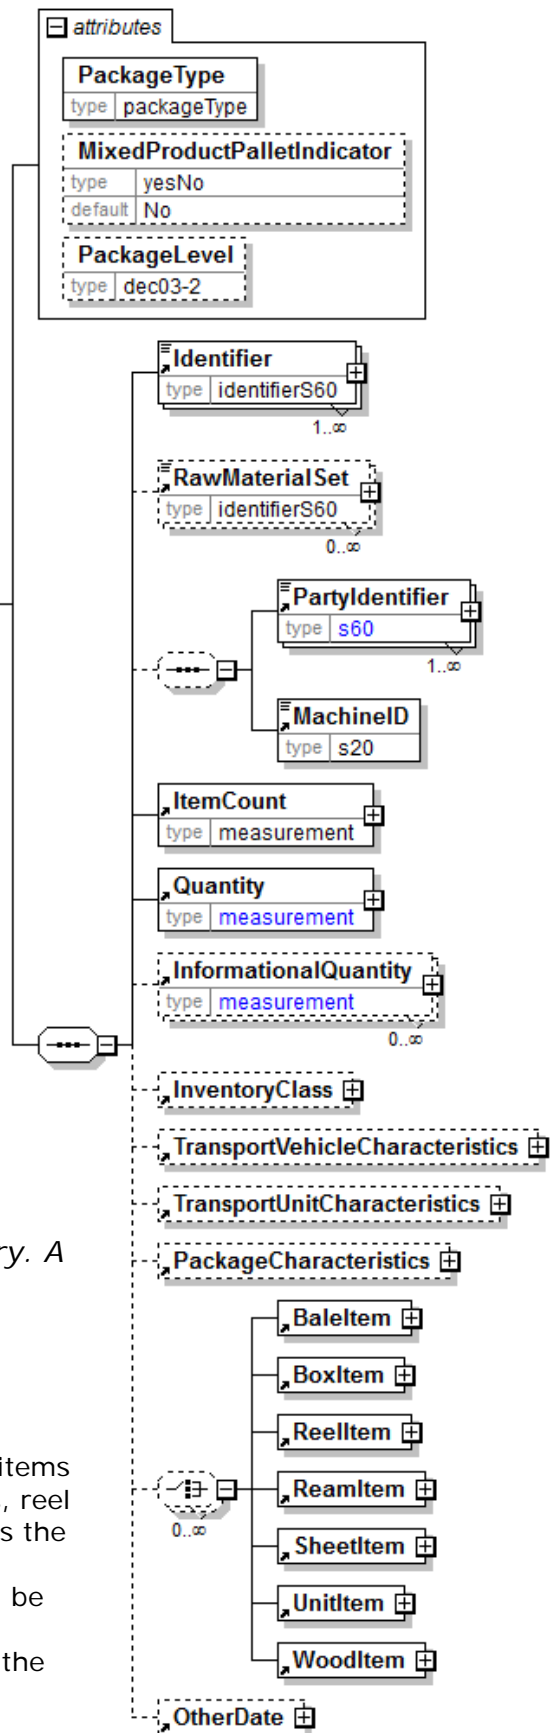 attributes
PackageType
type packageType
MixedProductPalletIndicator
type yesNo
default No
PackageLevel
type dec03-2
Identifier
type identifierS60
1..∞
RawMaterialSet
type identifierS60
0..∞
PartyIdentifier
type s60
1..∞
MachineID
type s20
ItemCount
type measurement
Quantity
type measurement
InformationalQuantity
type measurement
0..∞
InventoryClass
TransportVehicleCharacteristics
TransportUnitCharacteristics
ry. A
PackageCharacteristics
BaleItem
BoxItem
ReelItem
items
, reel
ReamItem
0..∞
s the
SheetItem
be
UnitItem
the
WoodItem
OtherDate